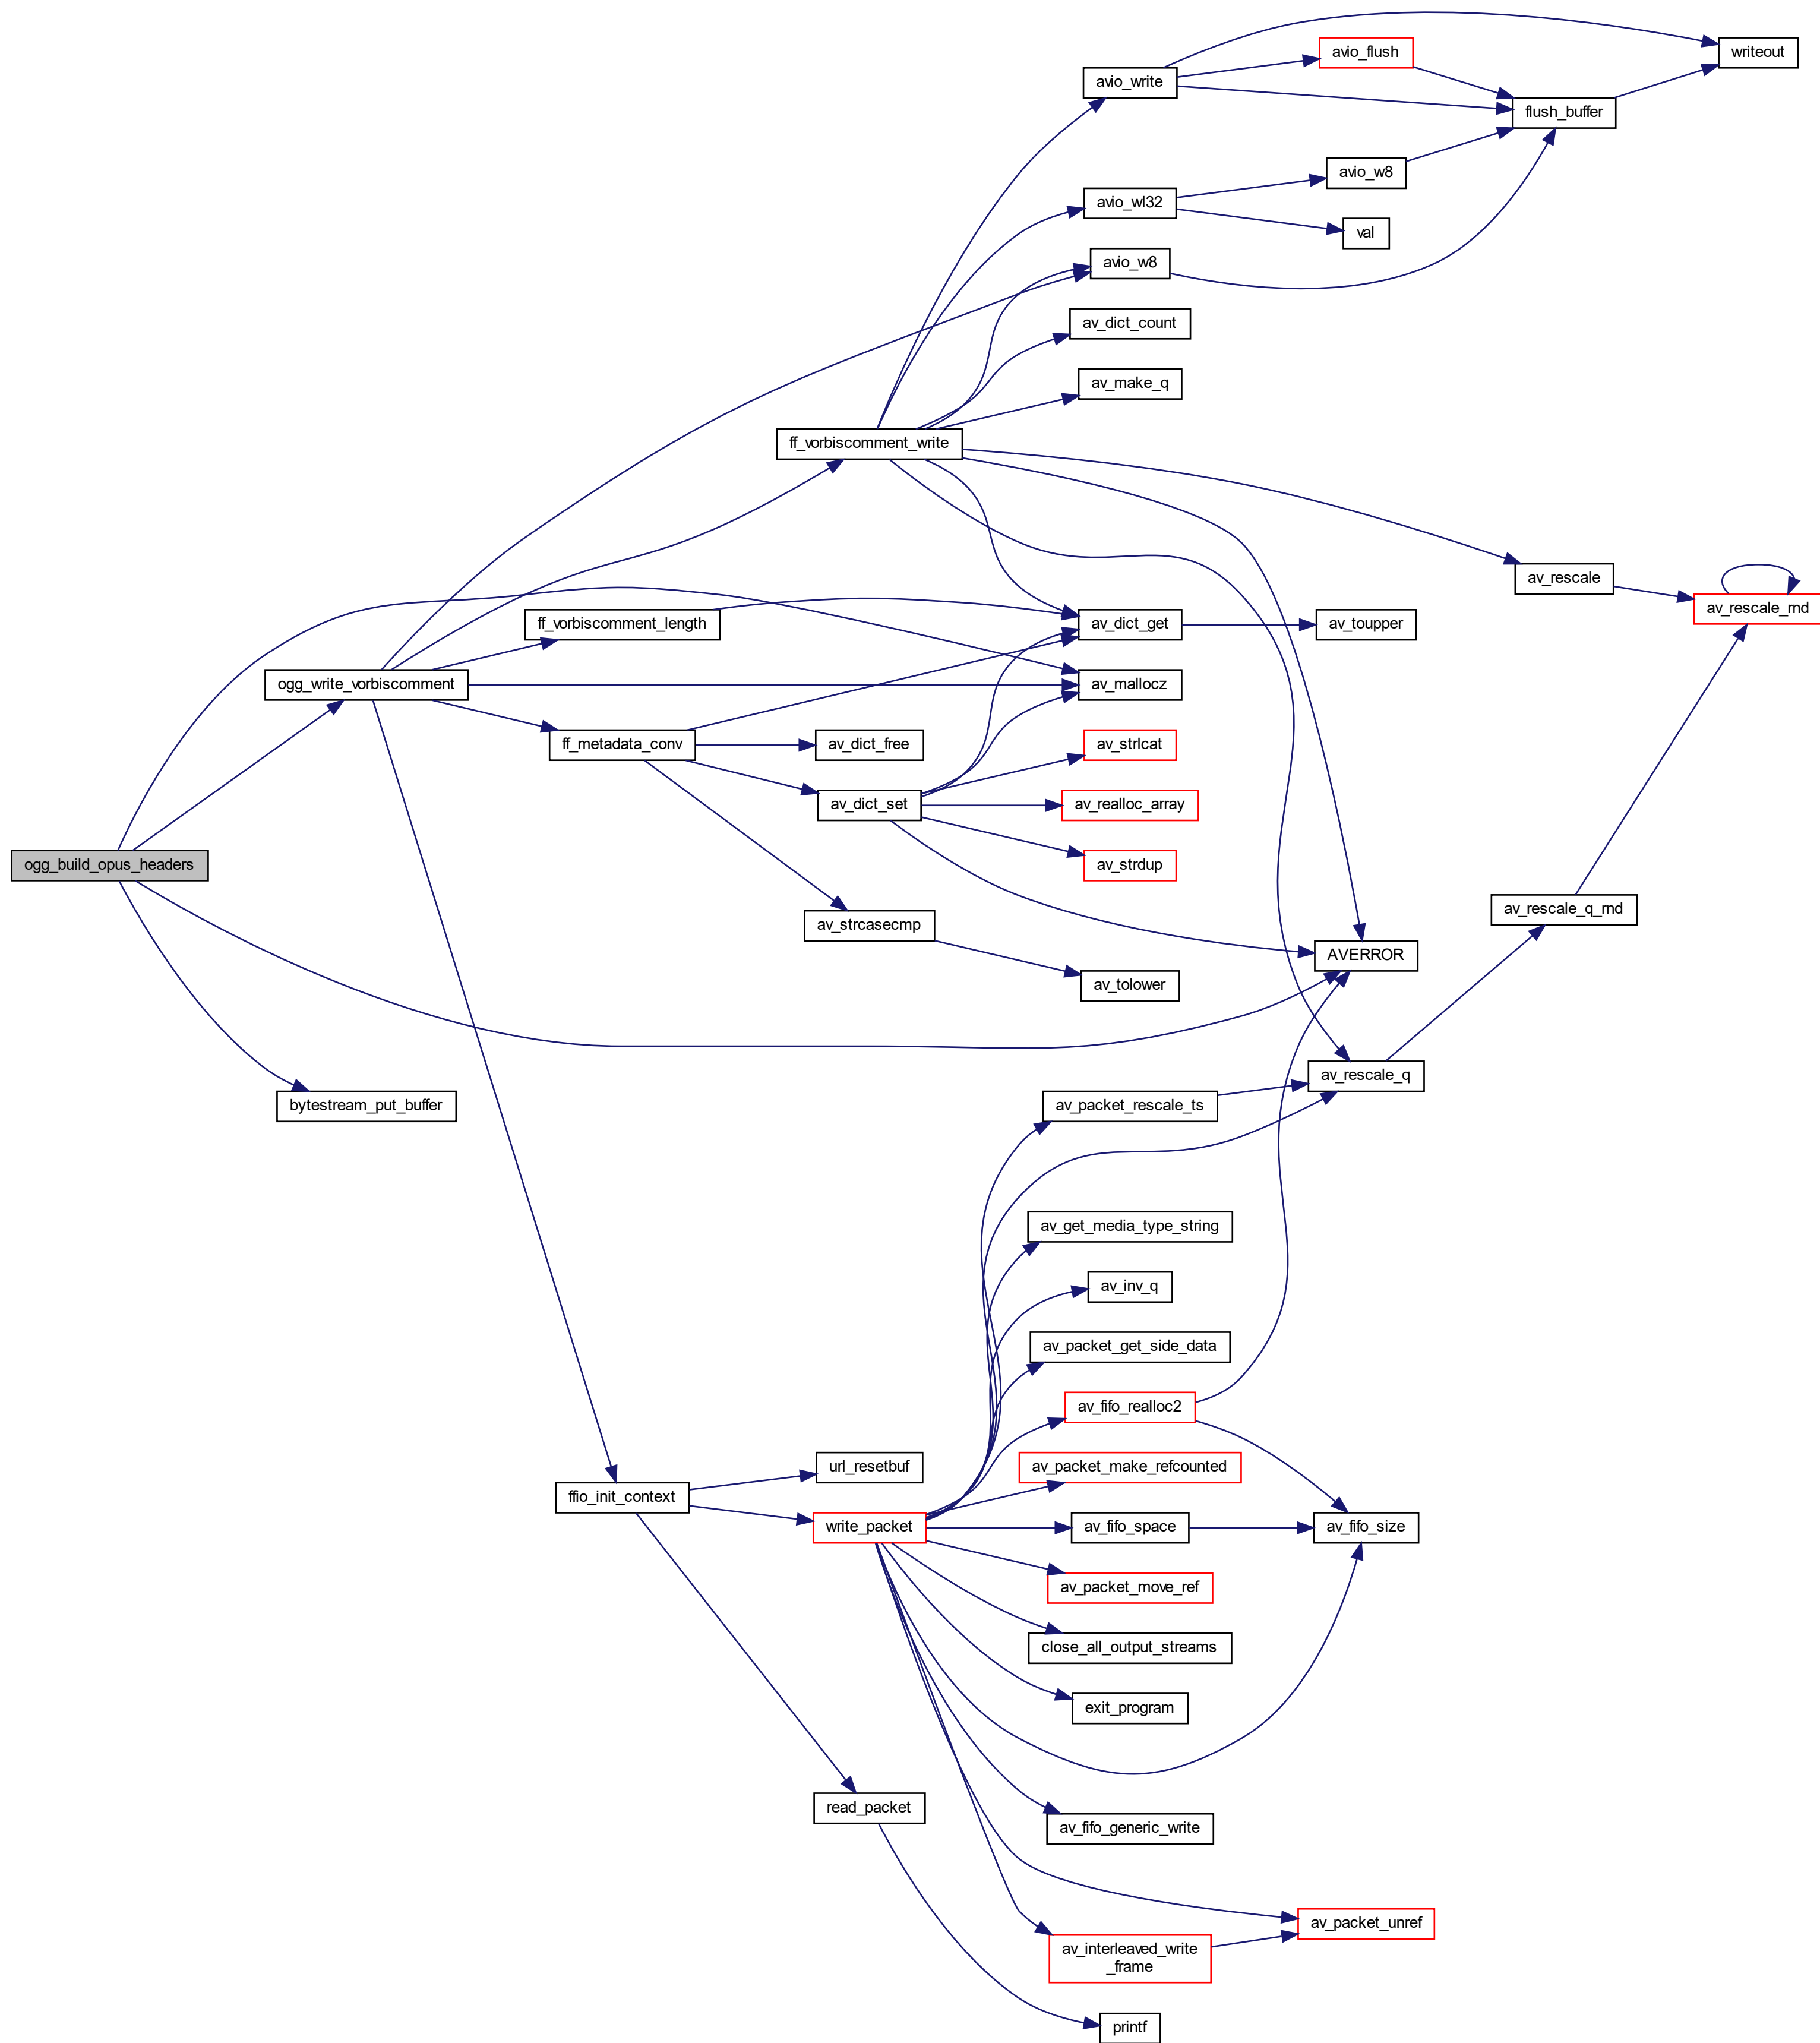 writeout
avio_flush
avio_write
flush_buffer
avio_w8
avio_wl32
val
avio_w8
av_dict_count
av_make_q
ff_vorbiscomment_write
av_rescale
av_rescale_rnd
ff_vorbiscomment_length
av_dict_get
av_toupper
ogg_write_vorbiscomment
av_mallocz
ff_metadata_conv
av_dict_free
av_strlcat
av_dict_set
av_realloc_array
av_strdup
ogg_build_opus_headers
av_rescale_q_rnd
av_strcasecmp
AVERROR
av_tolower
av_rescale_q
bytestream_put_buffer
av_packet_rescale_ts
av_get_media_type_string
av_inv_q
av_packet_get_side_data
av_fifo_realloc2
url_resetbuf
av_packet_make_refcounted
ffio_init_context
write_packet
av_fifo_space
av_fifo_size
av_packet_move_ref
close_all_output_streams
exit_program
read_packet
av_fifo_generic_write
av_packet_unref
av_interleaved_write
_frame
printf